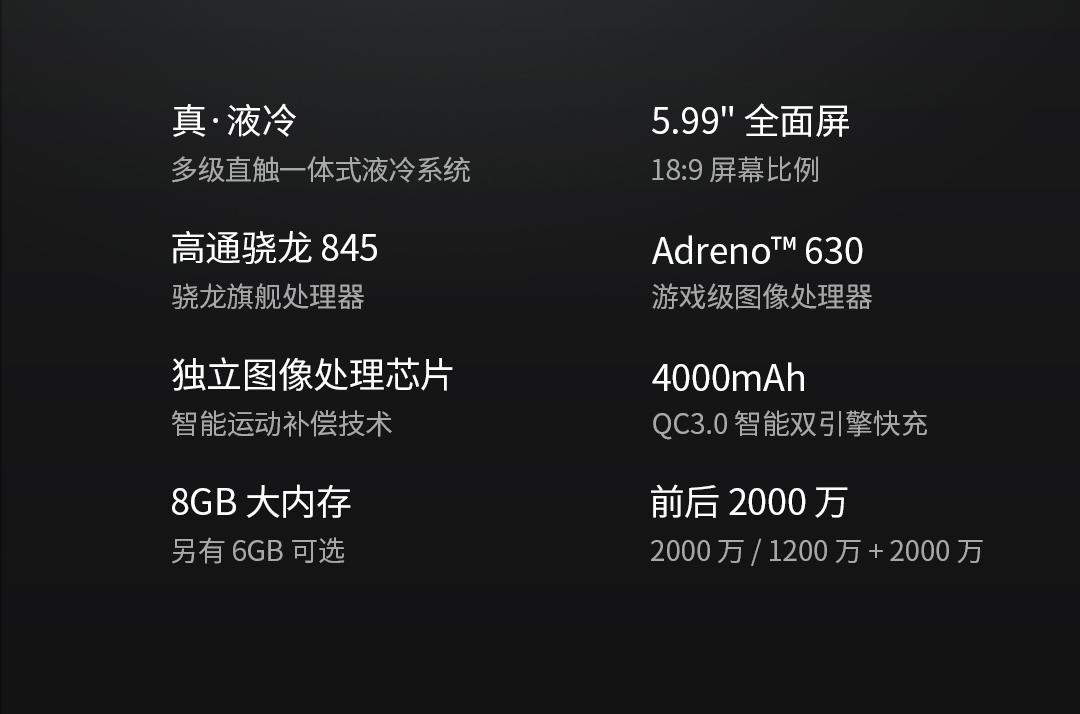 真·液冷
多级直触一体式液冷系统
5.99" 全面屏
18:9 屏幕比例
高通骁龙 845
骁龙旗舰处理器
Adreno™ 630
游戏级图像处理器
独立图像处理芯片
智能运动补偿技术
4000mAh
QC3.0 智能双引擎快充
8GB 大内存
另有 6GB 可选
前后 2000 万
2000 万 / 1200 万 + 2000 万